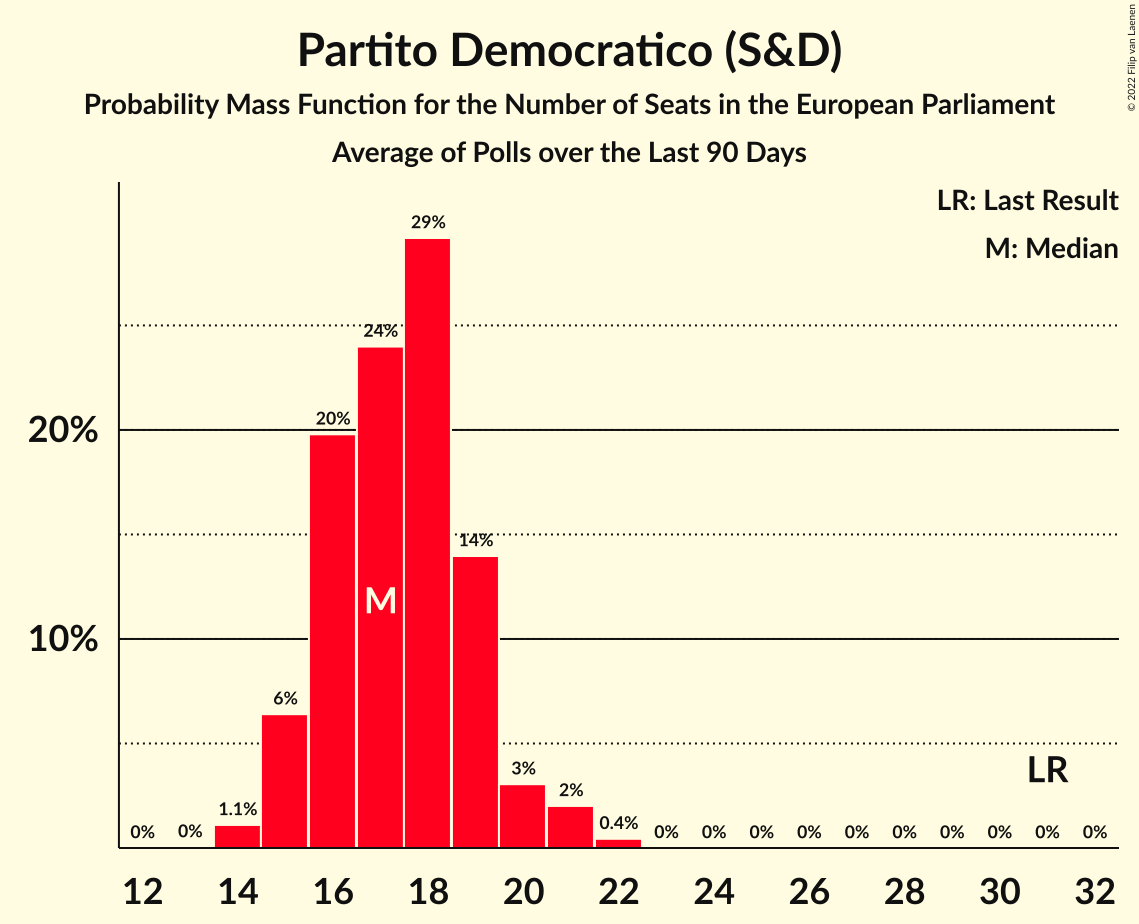 Partito Democratico (S&D)
Probability Mass Function for the Number of Seats in the European Parliament
Average of Polls over the Last 90 Days
© 2022 Filip van Laenen
LR: Last Result
M: Median
29%
24%
20%
20%
14%
M
10%
6%
LR
3%
2%
1.1%
0.4%
0% 0% 0% 0% 0% 0% 0% 0% 0% 0% 0% 0%
12 14 16 18 20 22 24 26 28 30 32